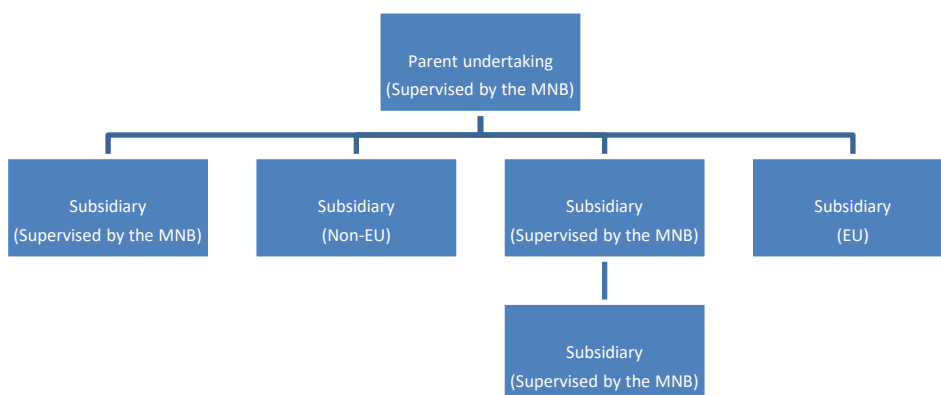 Parent undertaking
(Supervised by the MNB)
Subsidiary
(Supervised by the MNB)
Subsidiary
(Non-EU)
Subsidiary
(Supervised by the MNB)
Subsidiary
(EU)
Subsidiary
(Supervised by the MNB)